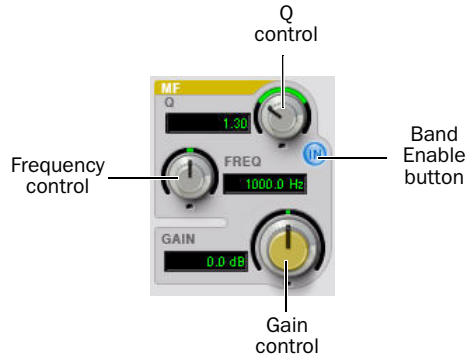 Q
control
MF
Q
1.30
IN
Band
Enable
button
Frequency
control
FREQ
1000.0 Hz
GAIN
0.0 dB
Gain
control